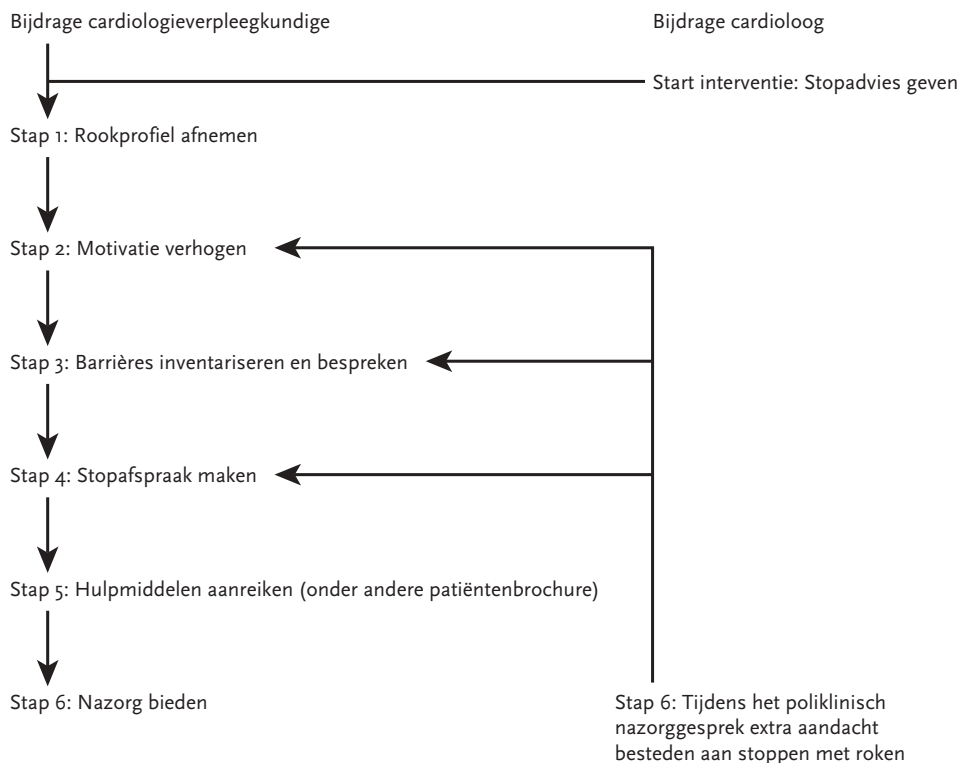 Bijdrage cardiologieverpleegkundige
Bijdrage cardioloog
Start interventie: Stopadvies geven
Stap 1: Rookprofiel afnemen
Stap 2: Motivatie verhogen
Stap 3: Barrières inventariseren en bespreken
Stap 4: Stopafspraak maken
Stap 5: Hulpmiddelen aanreiken (onder andere patiëntenbrochure)
Stap 6: Nazorg bieden
Stap 6: Tijdens het poliklinisch
nazorggesprek extra aandacht
besteden aan stoppen met roken